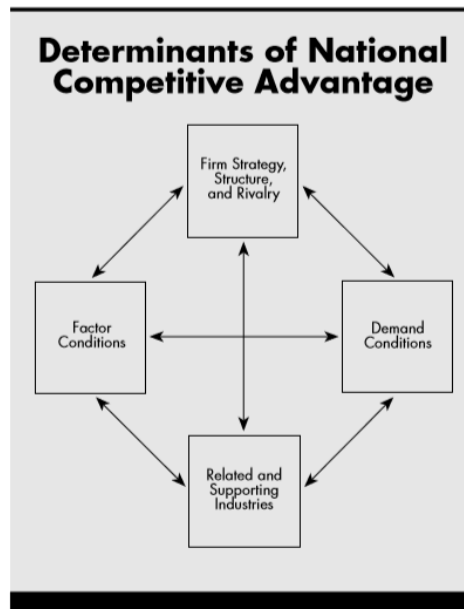 Determinants of National
Competitive Advantage
Firm Strategy,
Structure,
and Rivalry
Factor
Conditions
Demand
Conditions
Related and
Supporting
Industries